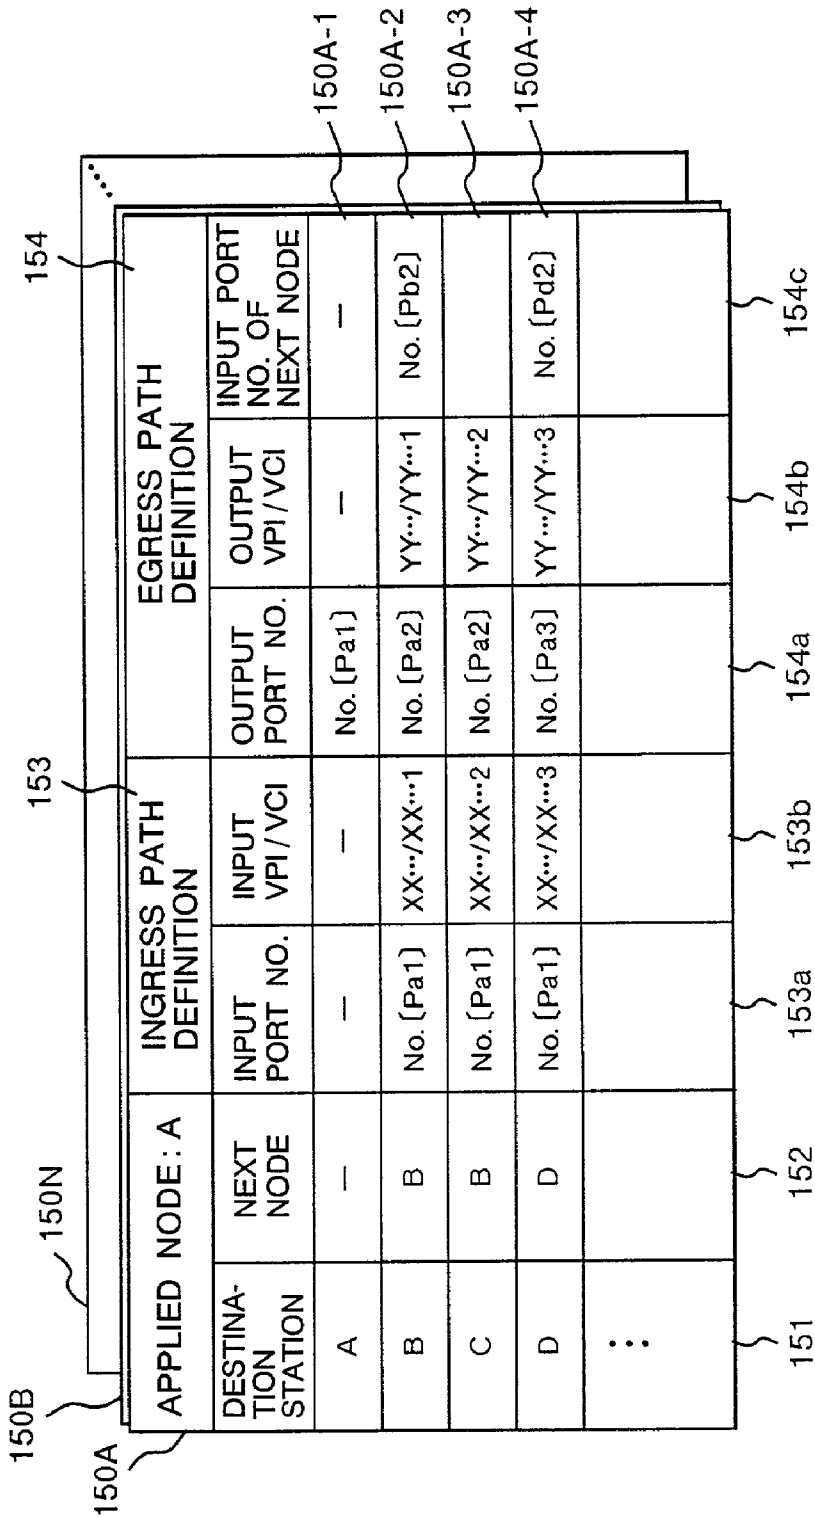 150N
150B
150A
APPLIED NODE: A
INGRESS PATH
DEFINITION
153
EGRESS PATH
DEFINITION
154
DESTINA-
TION
STATION
NEXT
NODE
INPUT
PORT NO.
INPUT
VPI/VCI
OUTPUT
PORT NO.
OUTPUT
VPI/VCI
INPUT PORT
NO. OF
NEXT NODE
A — — — No.[Pa1] — — 150A-1
B B No.[Pa1] XX…/XX…1 No.[Pa2] YY…/YY…1 No.[Pb2] 150A-2
C B No.[Pa1] XX…/XX…2 No.[Pa2] YY…/YY…2 150A-3
D D No.[Pa1] XX…/XX…3 No.[Pa3] YY…/YY…3 No.[Pd2] 150A-4
⋮
151 152 153a 153b 154a 154b 154c